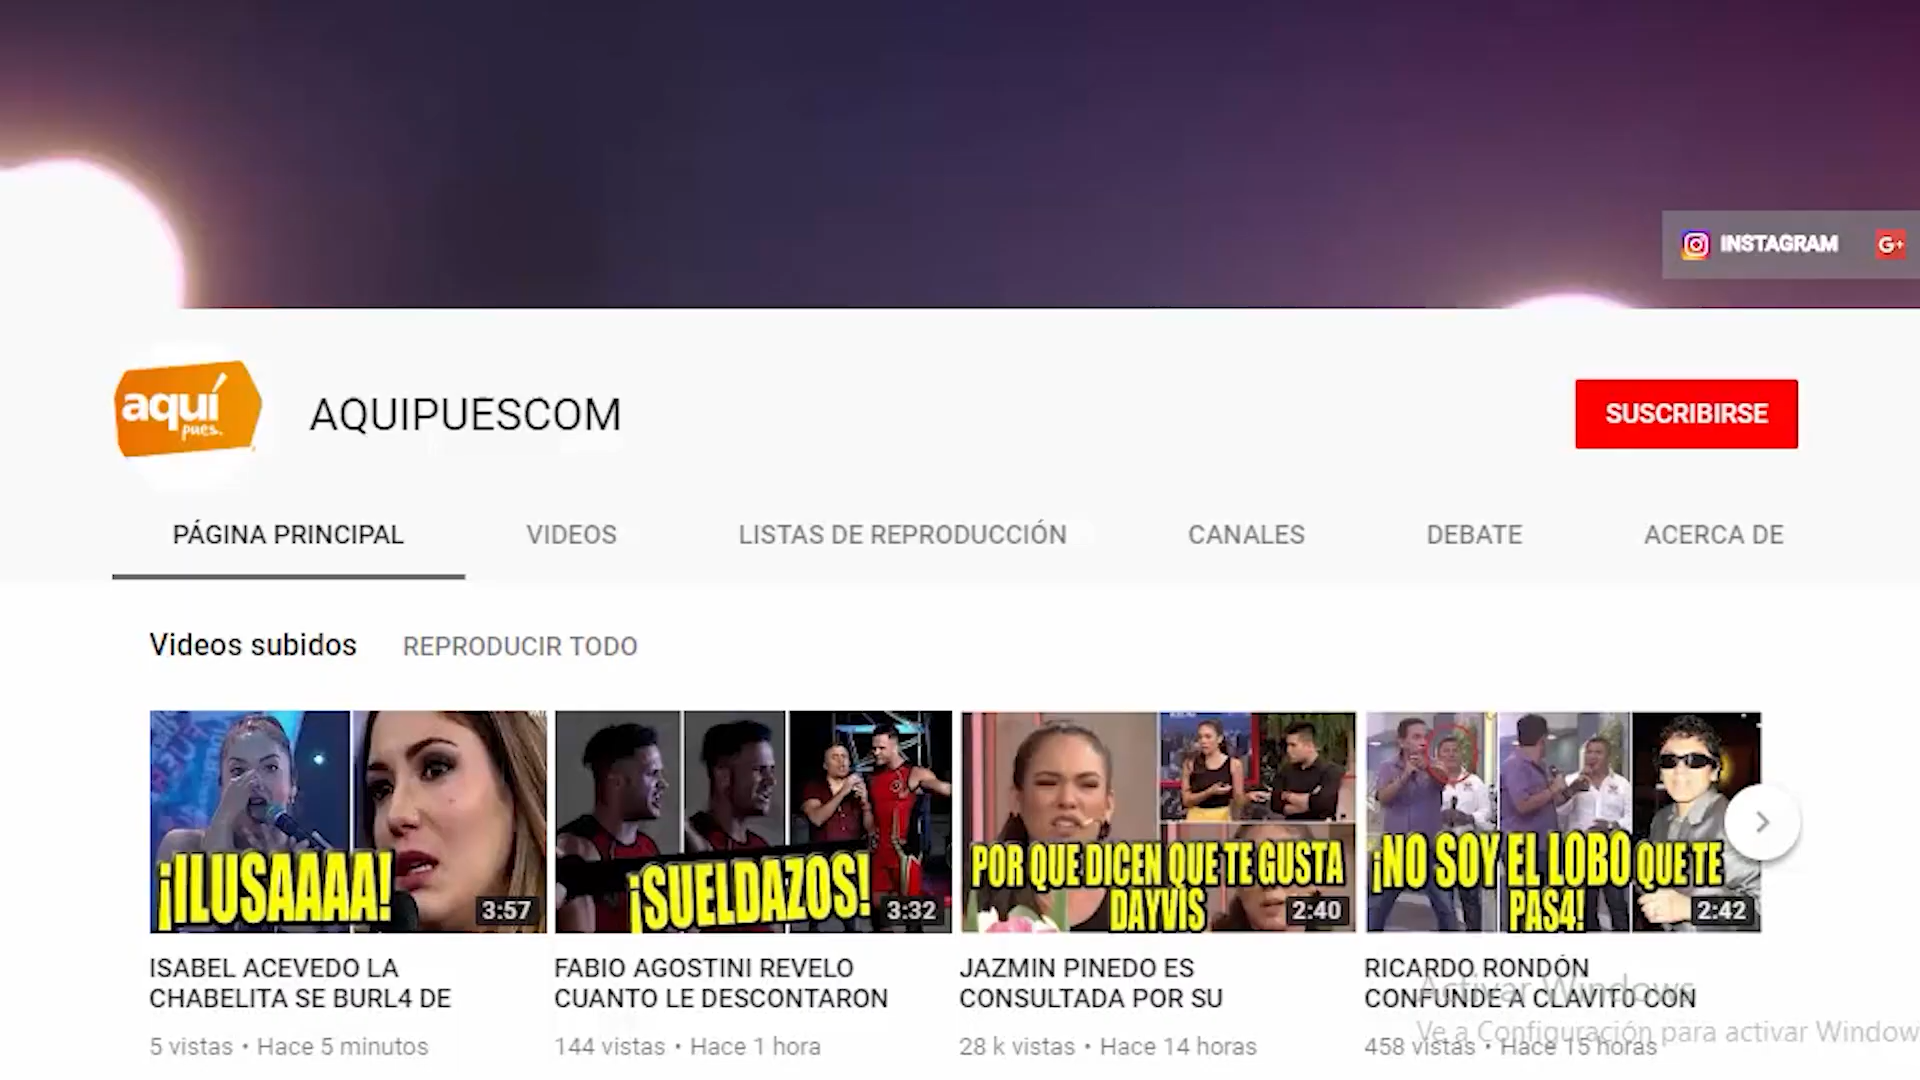 INSTAGRAM
G+
aquí
pues.
AQUIPUESCOM
SUSCRIBIRSE
PÁGINA PRINCIPAL
VIDEOS
LISTAS DE REPRODUCCIÓN
CANALES
DEBATE
ACERCA DE
Videos subidos
REPRODUCIR TODO
¡ILUSAAAA!
3:57
¡SUELDAZOS!
3:32
POR QUE DICEN QUE TE GUSTA
DAYVIS
2:40
¡NO SOY EL LOBO QUE TE
PAS4!
2:42
ISABEL ACEVEDO LA
CHABELITA SE BURL4 DE
5 vistas • Hace 5 minutos
FABIO AGOSTINI REVELO
CUANTO LE DESCONTARON
144 vistas • Hace 1 hora
JAZMIN PINEDO ES
CONSULTADA POR SU
28 k vistas • Hace 14 horas
RICARDO RONDÓN
CONFUNDE A CLAVIT0 CON
458 vistas • Hace 15 horas
Activar Windows
Ve a Configuración para activar Window